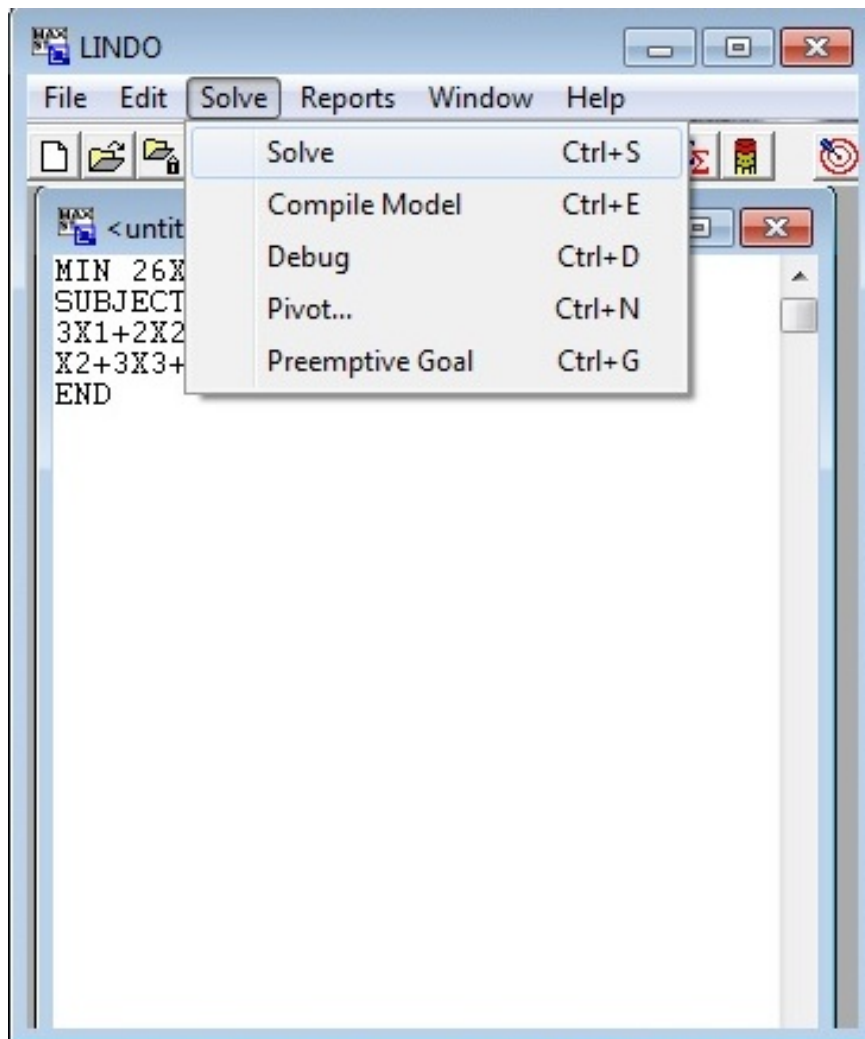 LINDO
File Edit Solve Reports Window Help
Solve Ctrl+S
Compile Model Ctrl+E
Debug Ctrl+D
Pivot... Ctrl+N
Preemptive Goal Ctrl+G
<untit
MIN 26X
SUBJECT
3X1+2X2
X2+3X3+
END